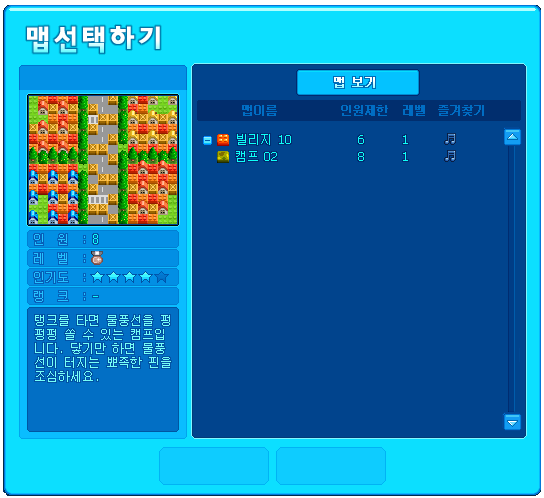 맵선택하기
맵 보기
맵이름 인원제한 레벨 즐겨찾기
빌리지 10 6 1
캠프 02 8 1
인 원 : 8
레 벨 :
인기도 :
랭 크 : -
탱크를 타면 물풍선을 평
평평 쏠 수 있는 캠프입
니다. 닿기만 하면 물풍
선이 터지는 뾰족한 핀을
조심하세요.